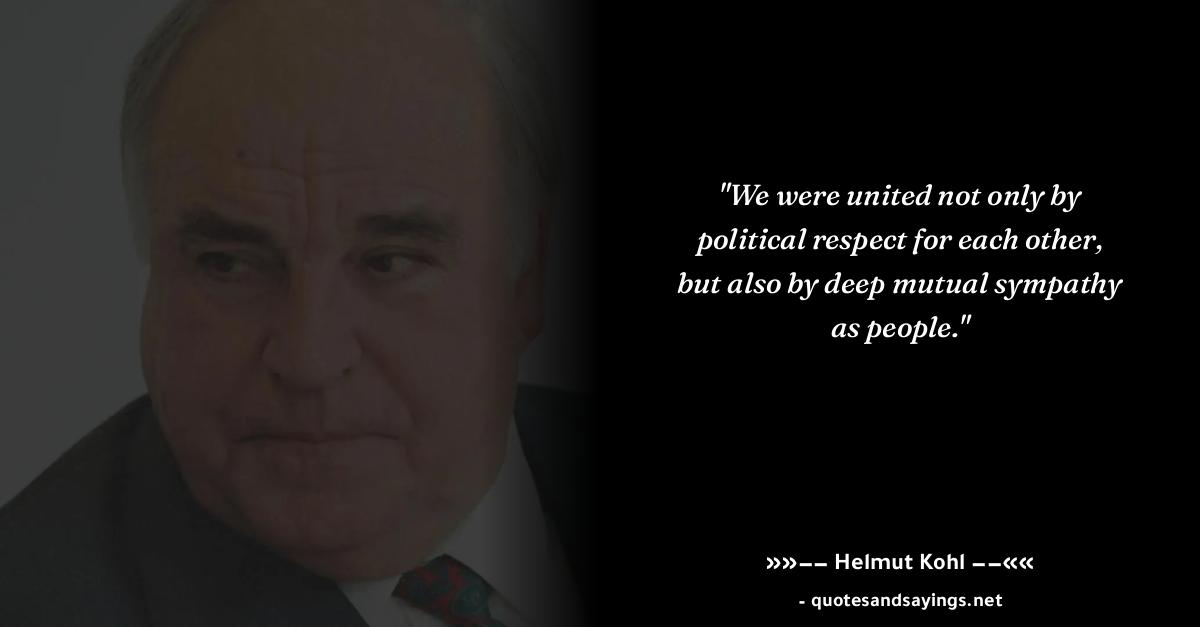 "We were united not only by
political respect for each other,
but also by deep mutual sympathy
as people."
»»–– Helmut Kohl ––««
- quotesandsayings.net